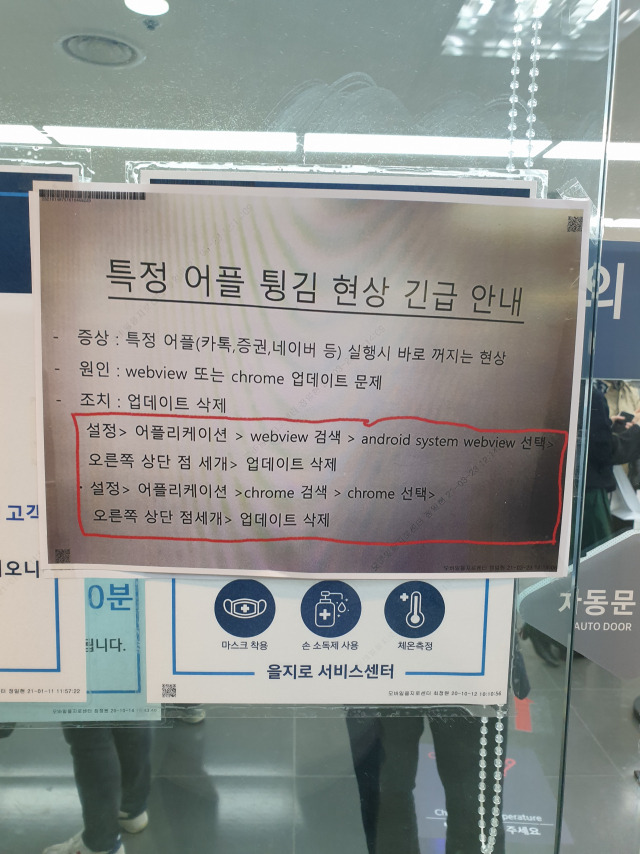 특정 어플 튕김 현상 긴급 안내
- 증상 : 특정 어플(카톡,증권,네이버 등) 실행시 바로 꺼지는 현상
- 원인 : webview 또는 chrome 업데이트 문제
- 조치 : 업데이트 삭제
설정> 어플리케이션 > webview 검색 > android system webview 선택>
오른쪽 상단 점 세개> 업데이트 삭제
· 설정> 어플리케이션 >chrome 검색 > chrome 선택>
오른쪽 상단 점세개> 업데이트 삭제
의
고객
0분
됩니다.
마스크 착용
손 소독제 사용
체온측정
을지로 서비스센터
자동문
AUTO DOOR
주세요